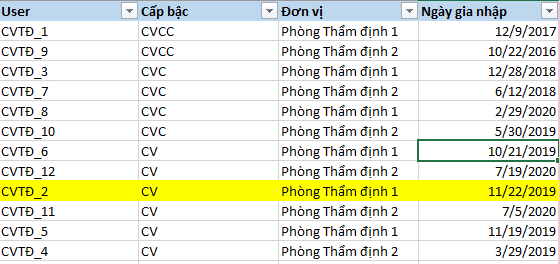 User Cấp bậc Đơn vị Ngày gia nhập
CVTĐ_1 CVCC Phòng Thẩm định 1 12/9/2017
CVTĐ_9 CVCC Phòng Thẩm định 2 10/22/2016
CVTĐ_3 CVC Phòng Thẩm định 1 12/28/2018
CVTĐ_7 CVC Phòng Thẩm định 2 6/12/2018
CVTĐ_8 CVC Phòng Thẩm định 1 2/29/2020
CVTĐ_10 CVC Phòng Thẩm định 2 5/30/2019
CVTĐ_6 CV Phòng Thẩm định 1 10/21/2019
CVTĐ_12 CV Phòng Thẩm định 2 7/19/2020
CVTĐ_2 CV Phòng Thẩm định 1 11/22/2019
CVTĐ_11 CV Phòng Thẩm định 2 7/5/2020
CVTĐ_5 CV Phòng Thẩm định 1 11/19/2019
CVTĐ_4 CV Phòng Thẩm định 2 3/29/2019